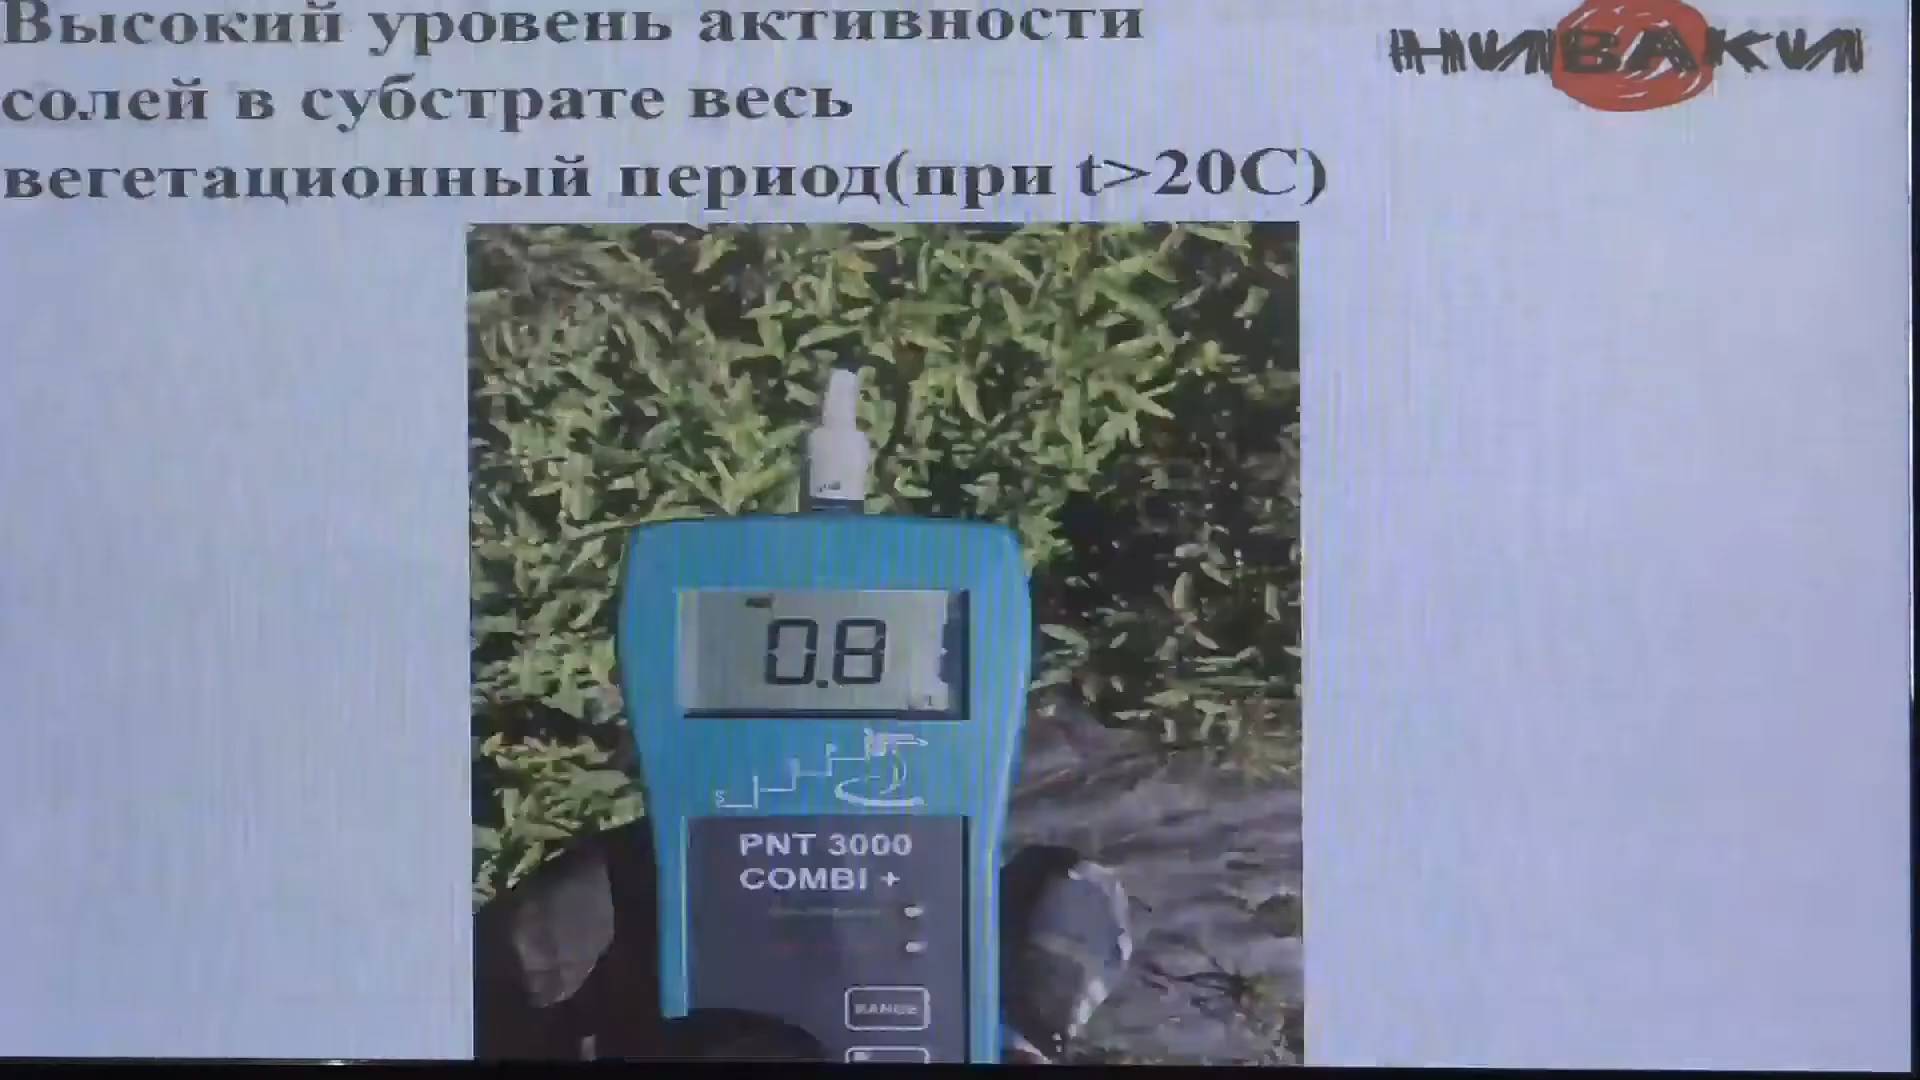 Высокий уровень активности
НИВАКИ
солей в субстрате весь
вегетационный период(при t>20C)
0.8
PNT 3000
COMBI +
RANGE